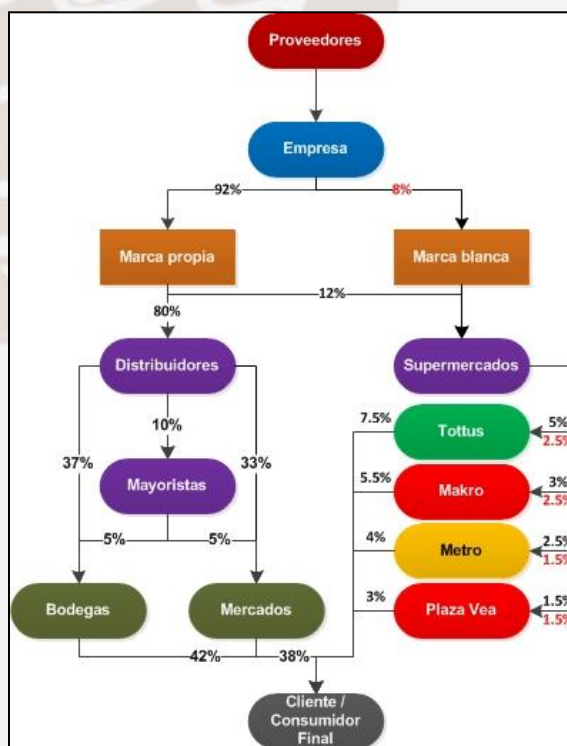 Proveedores
Empresa
92%
8%
Marca propia
Marca blanca
12%
80%
Distribuidores
Supermercados
10%
37%
33%
Mayoristas
5%
5%
7.5%
Tottus
5%
2.5%
5.5%
Makro
3%
2.5%
4%
Metro
2.5%
1.5%
3%
Plaza Vea
1.5%
1.5%
Bodegas
Mercados
42%
38%
Cliente /
Consumidor
Final